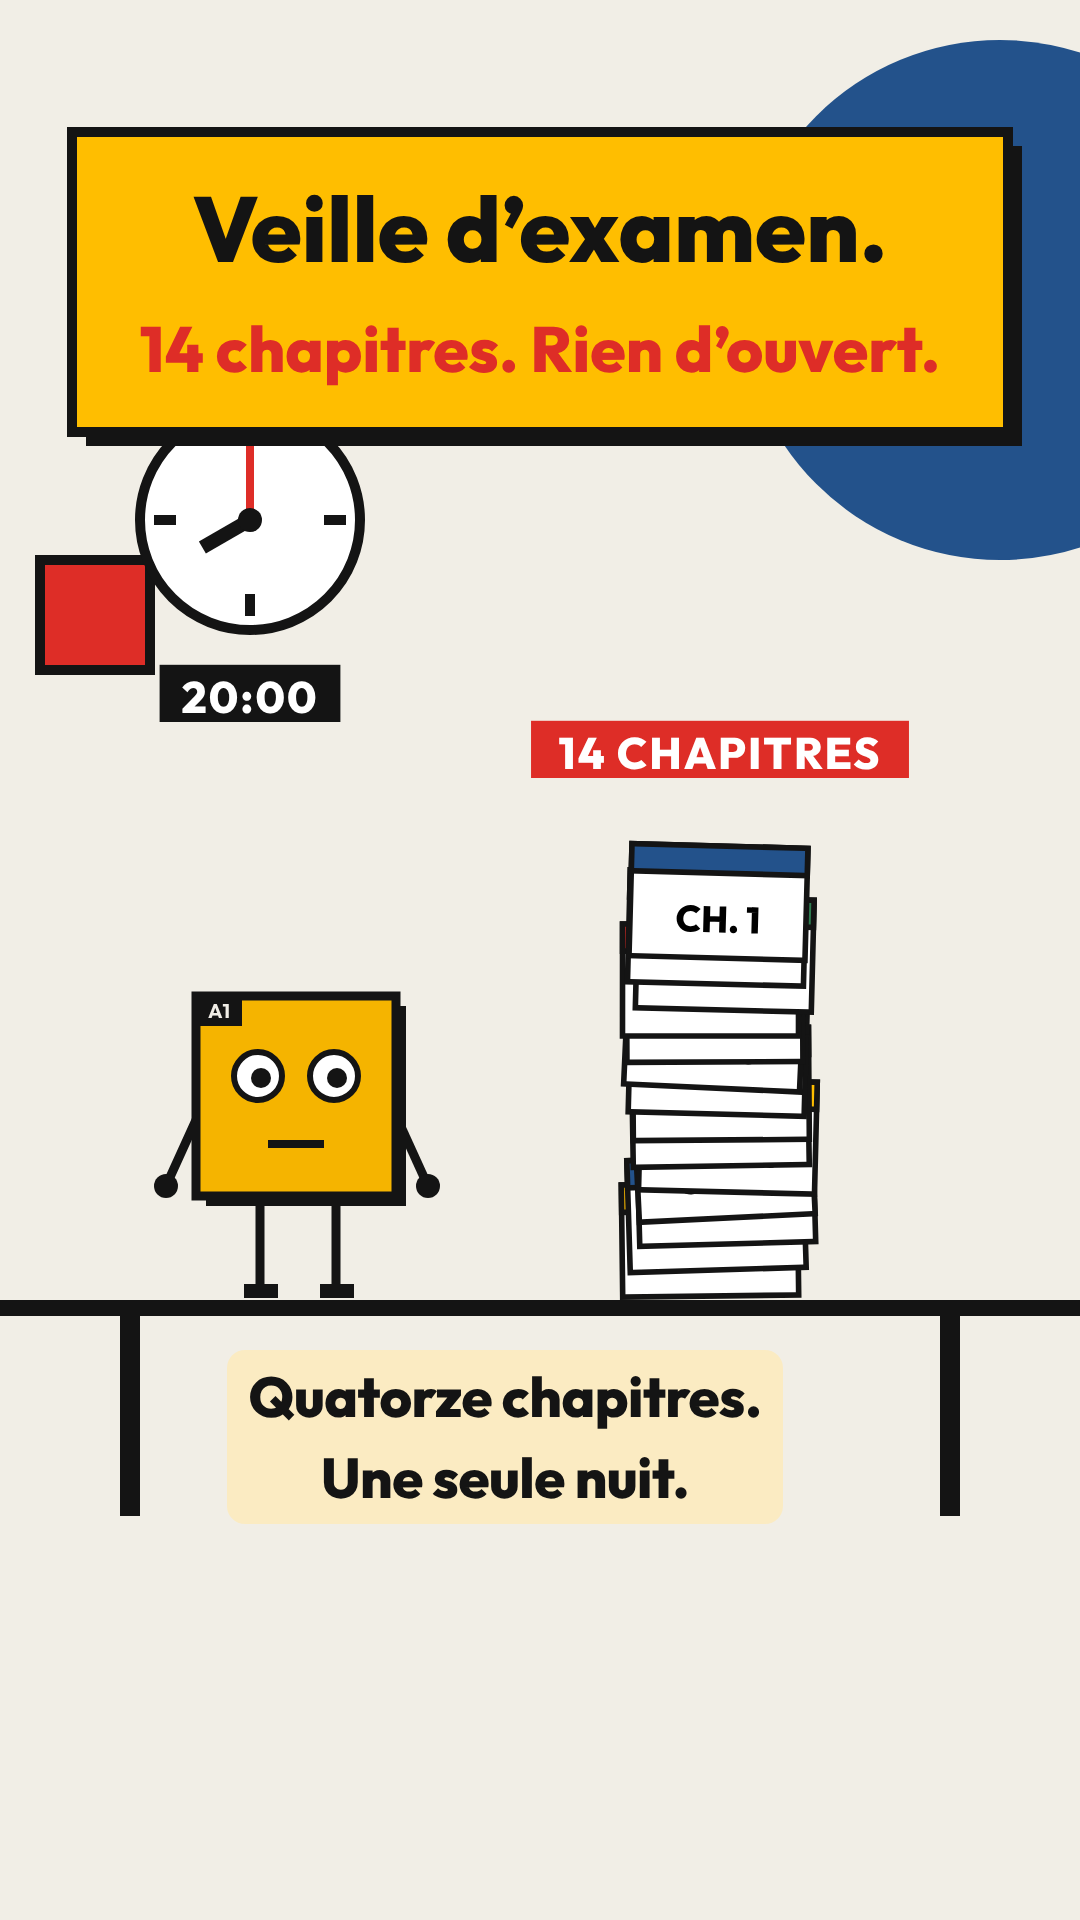 Veille d’examen.
14 chapitres. Rien d’ouvert.
20:00
14 CHAPITRES
CH. 1
A1
Quatorze chapitres.
Une seule nuit.